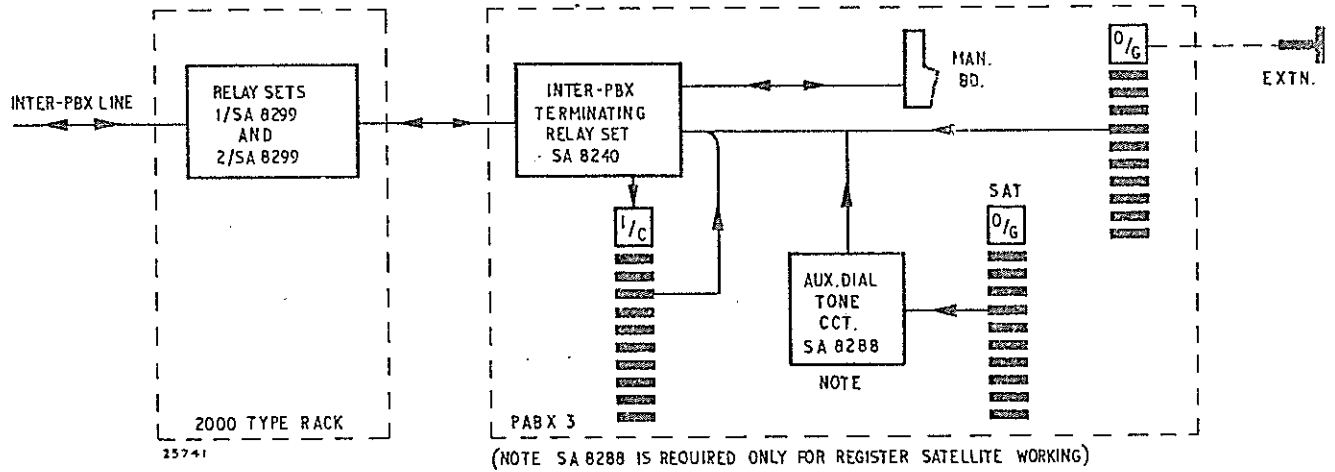 INTER-PBX LINE
RELAY SETS
1/SA 8299
AND
2/SA 8299
2000 TYPE RACK
25741
INTER-PBX
TERMINATING
RELAY SET
SA 8240
I/C
MAN.
BD.
AUX. DIAL
TONE
CCT.
SA 8288
NOTE
SAT
O/G
O/G
EXTN.
PABX 3
(NOTE SA 8288 IS REQUIRED ONLY FOR REGISTER SATELLITE WORKING)